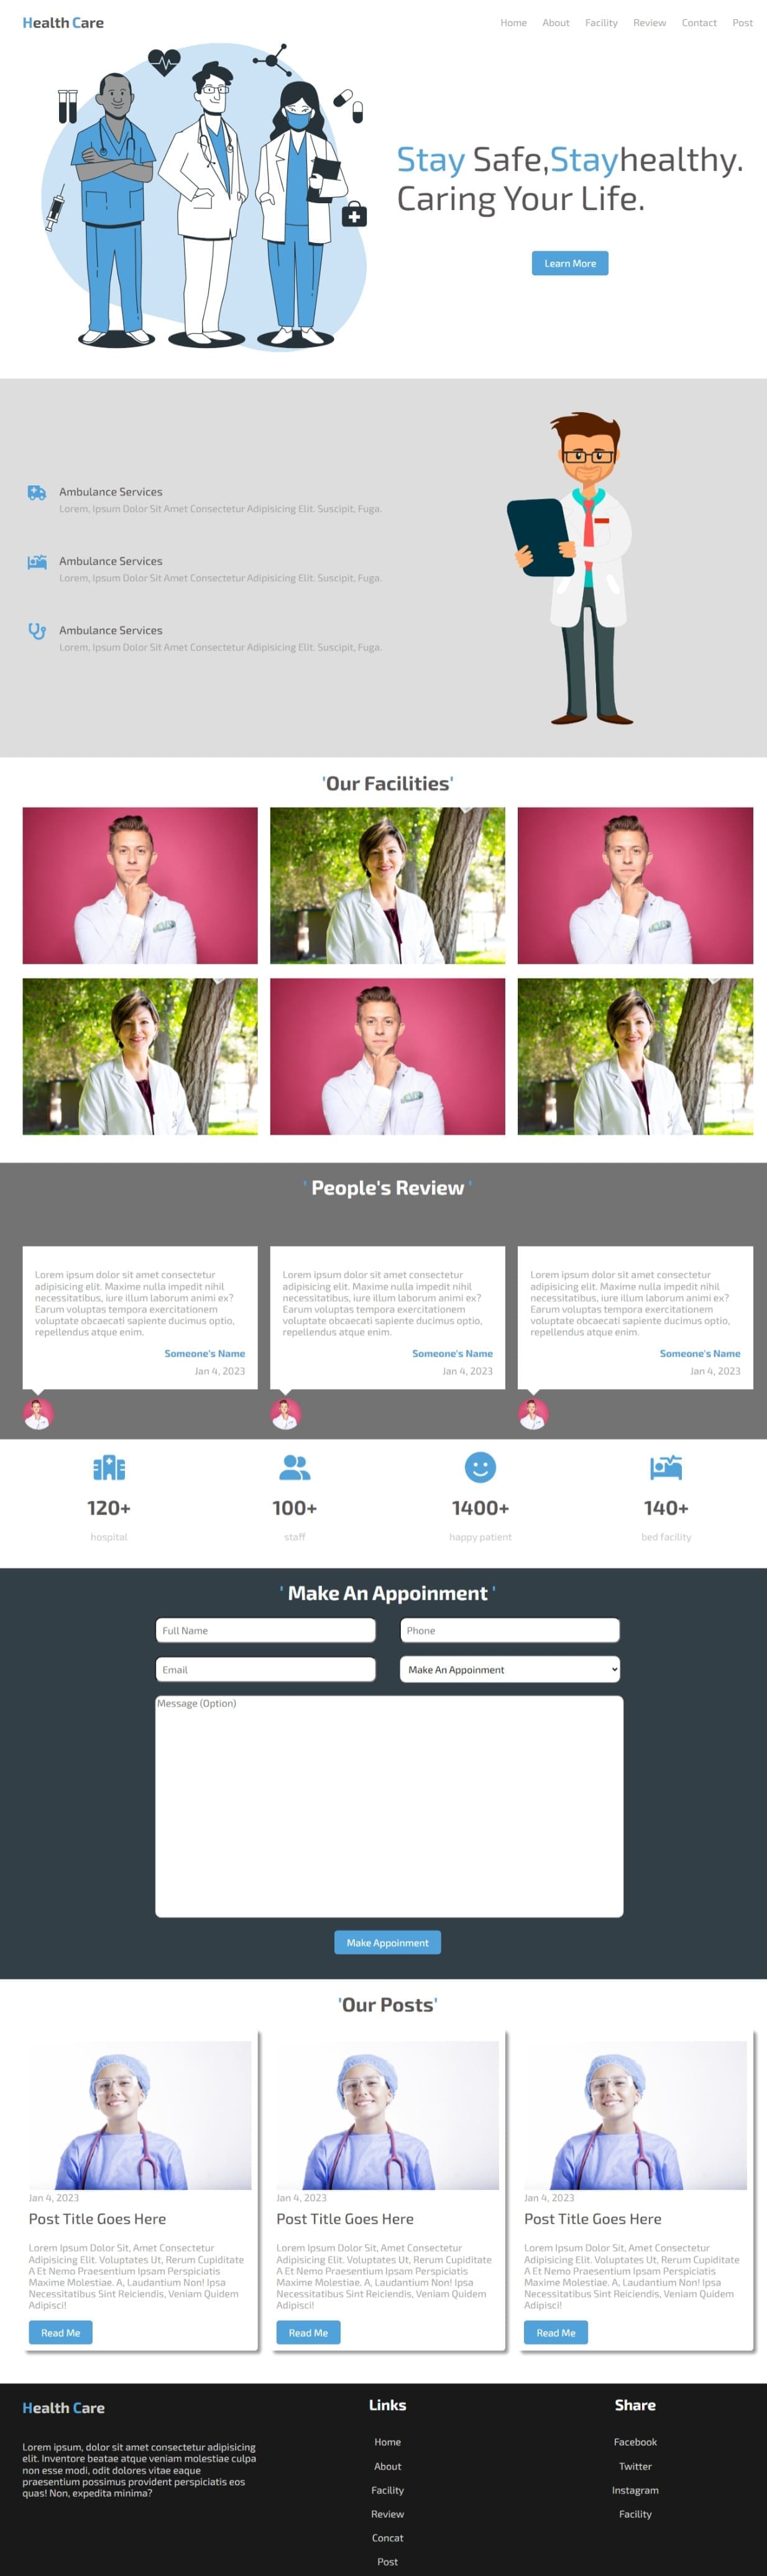 Health Care
Home About Facility Review Contact Post
Stay Safe,Stayhealthy.
Caring Your Life.
Learn More
Ambulance Services
Lorem, Ipsum Dolor Sit Amet Consectetur Adipisicing Elit. Suscipit, Fuga.
Ambulance Services
Lorem, Ipsum Dolor Sit Amet Consectetur Adipisicing Elit. Suscipit, Fuga.
Ambulance Services
Lorem, Ipsum Dolor Sit Amet Consectetur Adipisicing Elit. Suscipit, Fuga.
'Our Facilities'
' People's Review '
Lorem ipsum dolor sit amet consectetur
adipisicing elit. Maxime nulla impedit nihil
necessitatibus, iure illum laborum animi ex?
Earum voluptas tempora exercitationem
voluptate obcaecati sapiente ducimus optio,
repellendus atque enim.
Someone's Name
Jan 4, 2023
Lorem ipsum dolor sit amet consectetur
adipisicing elit. Maxime nulla impedit nihil
necessitatibus, iure illum laborum animi ex?
Earum voluptas tempora exercitationem
voluptate obcaecati sapiente ducimus optio,
repellendus atque enim.
Someone's Name
Jan 4, 2023
Lorem ipsum dolor sit amet consectetur
adipisicing elit. Maxime nulla impedit nihil
necessitatibus, iure illum laborum animi ex?
Earum voluptas tempora exercitationem
voluptate obcaecati sapiente ducimus optio,
repellendus atque enim.
Someone's Name
Jan 4, 2023
120+
hospital
100+
staff
1400+
happy patient
140+
bed facility
' Make An Appoinment '
Full Name
Phone
Email
Make An Appoinment
Message (Option)
Make Appoinment
'Our Posts'
Jan 4, 2023
Post Title Goes Here
Lorem Ipsum Dolor Sit, Amet Consectetur
Adipisicing Elit. Voluptates Ut, Rerum Cupiditate
A Et Nemo Praesentium Ipsam Perspiciatis
Maxime Molestiae. A, Laudantium Non! Ipsa
Necessitatibus Sint Reiciendis, Veniam Quidem
Adipisci!
Read Me
Jan 4, 2023
Post Title Goes Here
Lorem Ipsum Dolor Sit, Amet Consectetur
Adipisicing Elit. Voluptates Ut, Rerum Cupiditate
A Et Nemo Praesentium Ipsam Perspiciatis
Maxime Molestiae. A, Laudantium Non! Ipsa
Necessitatibus Sint Reiciendis, Veniam Quidem
Adipisci!
Read Me
Jan 4, 2023
Post Title Goes Here
Lorem Ipsum Dolor Sit, Amet Consectetur
Adipisicing Elit. Voluptates Ut, Rerum Cupiditate
A Et Nemo Praesentium Ipsam Perspiciatis
Maxime Molestiae. A, Laudantium Non! Ipsa
Necessitatibus Sint Reiciendis, Veniam Quidem
Adipisci!
Read Me
Health Care
Lorem ipsum, dolor sit amet consectetur adipisicing
elit. Inventore beatae atque veniam molestiae culpa
non esse modi, odit dolores vitae eaque
praesentium possimus provident perspiciatis eos
quas! Non, expedita minima?
Links
Home
About
Facility
Review
Concat
Post
Share
Facebook
Twitter
Instagram
Facility